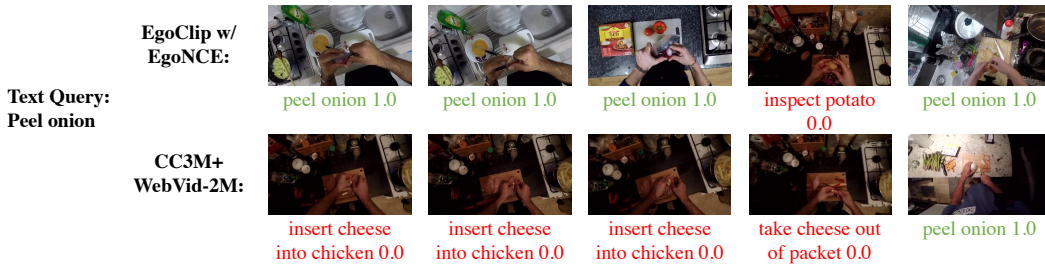 EgoClip w/
EgoNCE:
peel onion 1.0
peel onion 1.0
peel onion 1.0
inspect potato
0.0
peel onion 1.0
Text Query:
Peel onion
CC3M+
WebVid-2M:
insert cheese
into chicken 0.0
insert cheese
into chicken 0.0
insert cheese
into chicken 0.0
take cheese out
of packet 0.0
peel onion 1.0